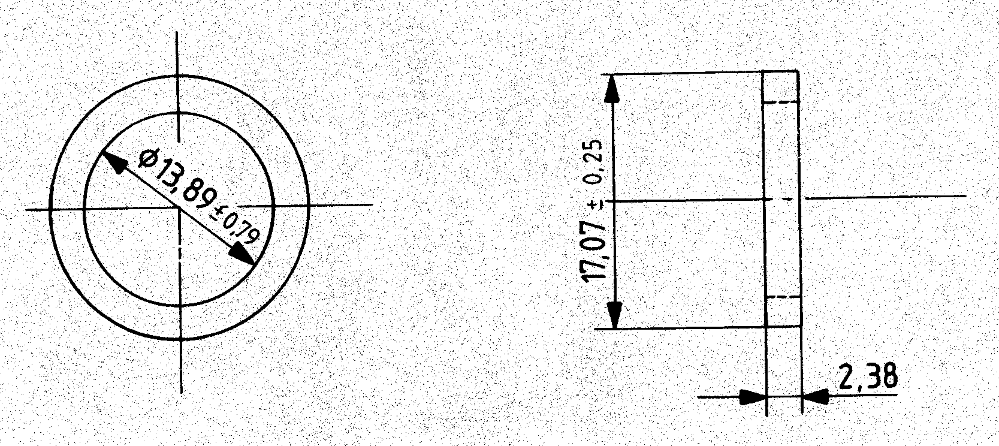 ø13,89 ± 0,79
17,07 ± 0,25
2,38